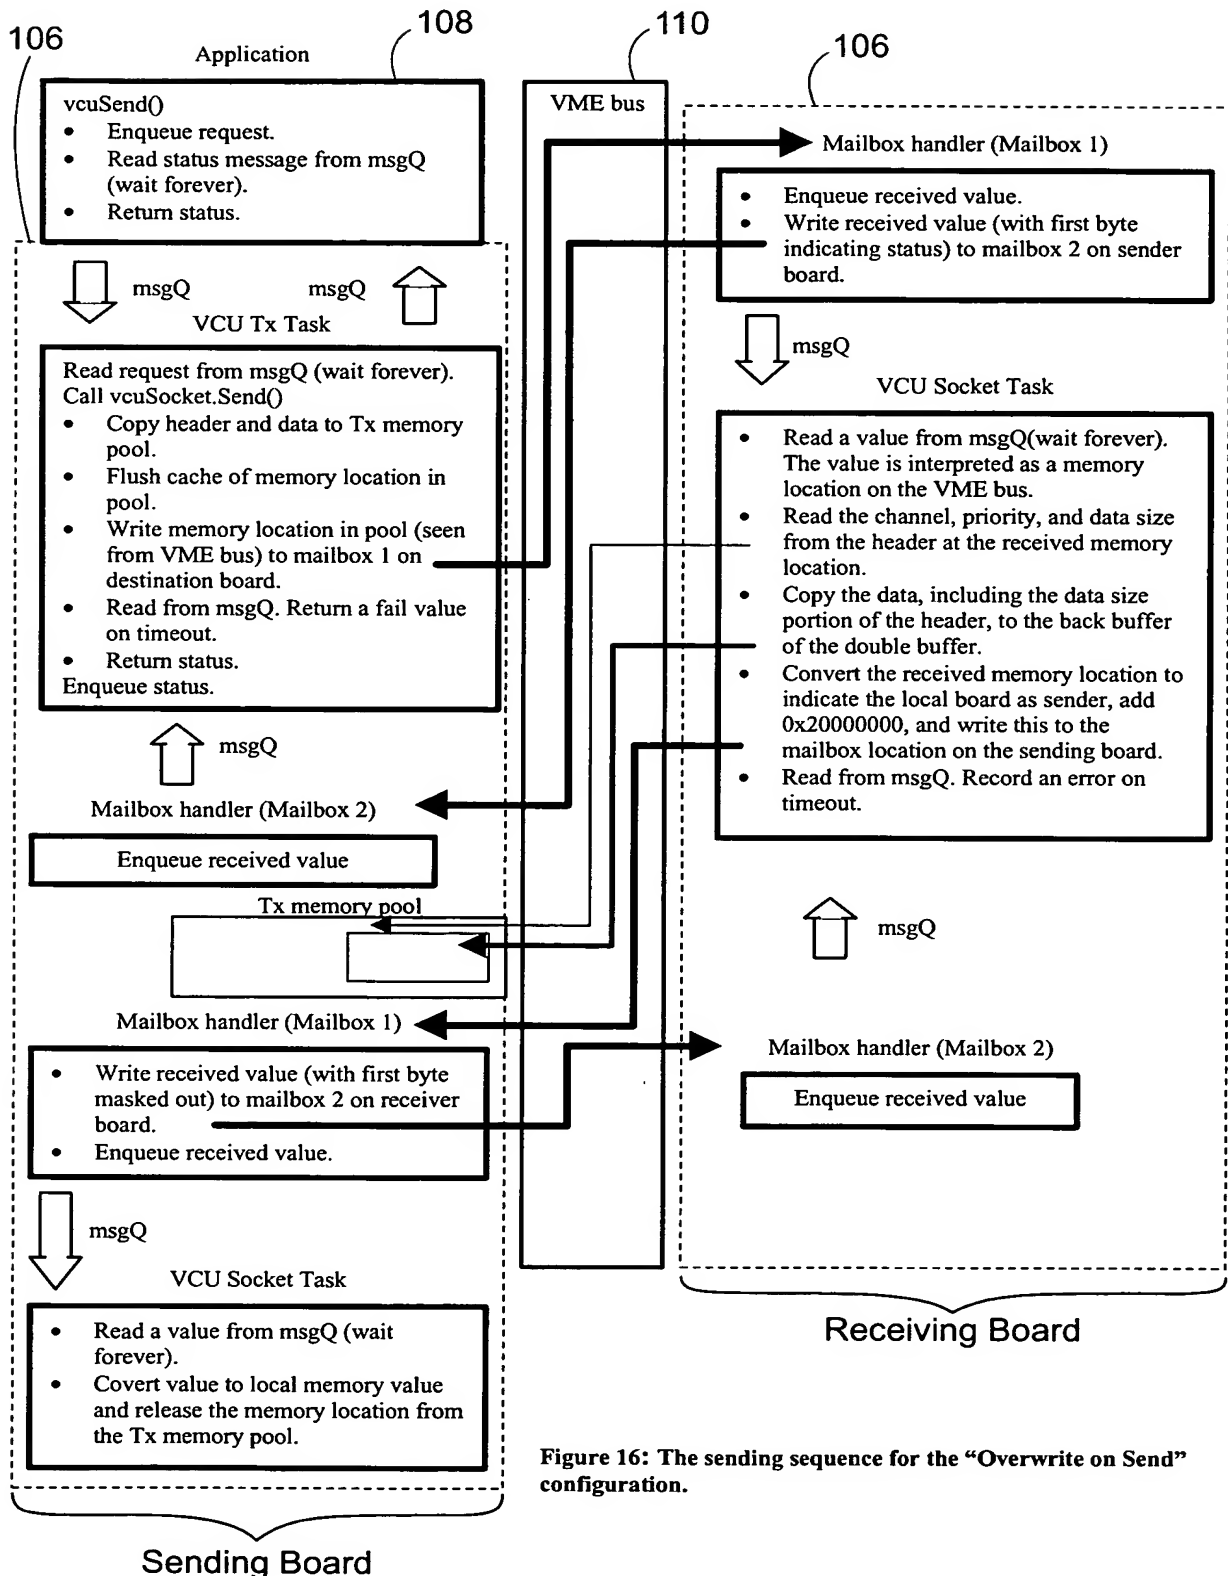 106
Application
108
vcuSend()
• Enqueue request.
• Read status message from msgQ
(wait forever).
• Return status.
msgQ
msgQ
VCU Tx Task
Read request from msgQ (wait forever).
Call vcuSocket.Send()
• Copy header and data to Tx memory
pool.
• Flush cache of memory location in
pool.
• Write memory location in pool (seen
from VME bus) to mailbox 1 on
destination board.
• Read from msgQ. Return a fail value
on timeout.
• Return status.
Enqueue status.
msgQ
Mailbox handler (Mailbox 2)
Enqueue received value
Tx memory pool
Mailbox handler (Mailbox 1)
• Write received value (with first byte
masked out) to mailbox 2 on receiver
board.
• Enqueue received value.
msgQ
VCU Socket Task
• Read a value from msgQ (wait
forever).
• Covert value to local memory value
and release the memory location from
the Tx memory pool.
Sending Board
110
VME bus
106
Mailbox handler (Mailbox 1)
• Enqueue received value.
• Write received value (with first byte
indicating status) to mailbox 2 on sender
board.
msgQ
VCU Socket Task
• Read a value from msgQ(wait forever).
The value is interpreted as a memory
location on the VME bus.
• Read the channel, priority, and data size
from the header at the received memory
location.
• Copy the data, including the data size
portion of the header, to the back buffer
of the double buffer.
• Convert the received memory location to
indicate the local board as sender, add
0x20000000, and write this to the
mailbox location on the sending board.
• Read from msgQ. Record an error on
timeout.
msgQ
Mailbox handler (Mailbox 2)
Enqueue received value
Receiving Board
Figure 16: The sending sequence for the “Overwrite on Send”
configuration.